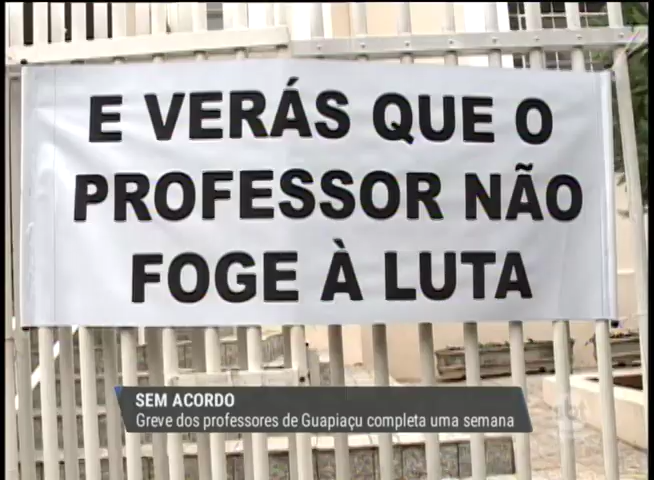 E VERÁS QUE O
PROFESSOR NÃO
FOGE À LUTA
SEM ACORDO
Greve dos professores de Guapiaçu completa uma semana